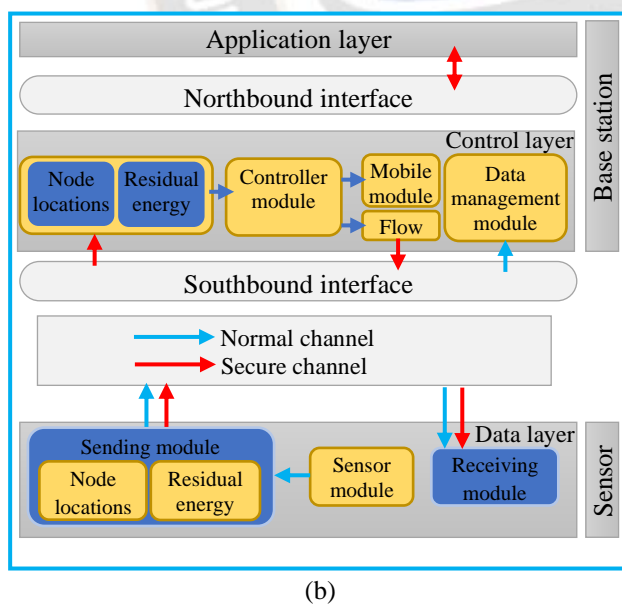 Application layer
Northbound interface
Base station
Control layer
Node
locations
Residual
energy
Controller
module
Mobile
module
Flow
Data
management
module
Southbound interface
Normal channel
Secure channel
Data layer
Sending module
Node
locations
Residual
energy
Sensor
module
Receiving
module
Sensor
(b)